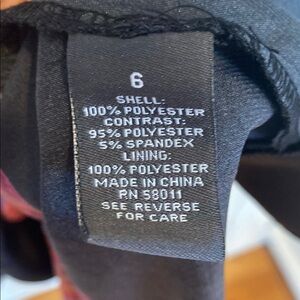 6
SHELL:
100% POLYESTER
CONTRAST:
95% POLYESTER
5% SPANDEX
LINING:
100% POLYESTER
MADE IN CHINA
RN 58011
SEE REVERSE
FOR CARE